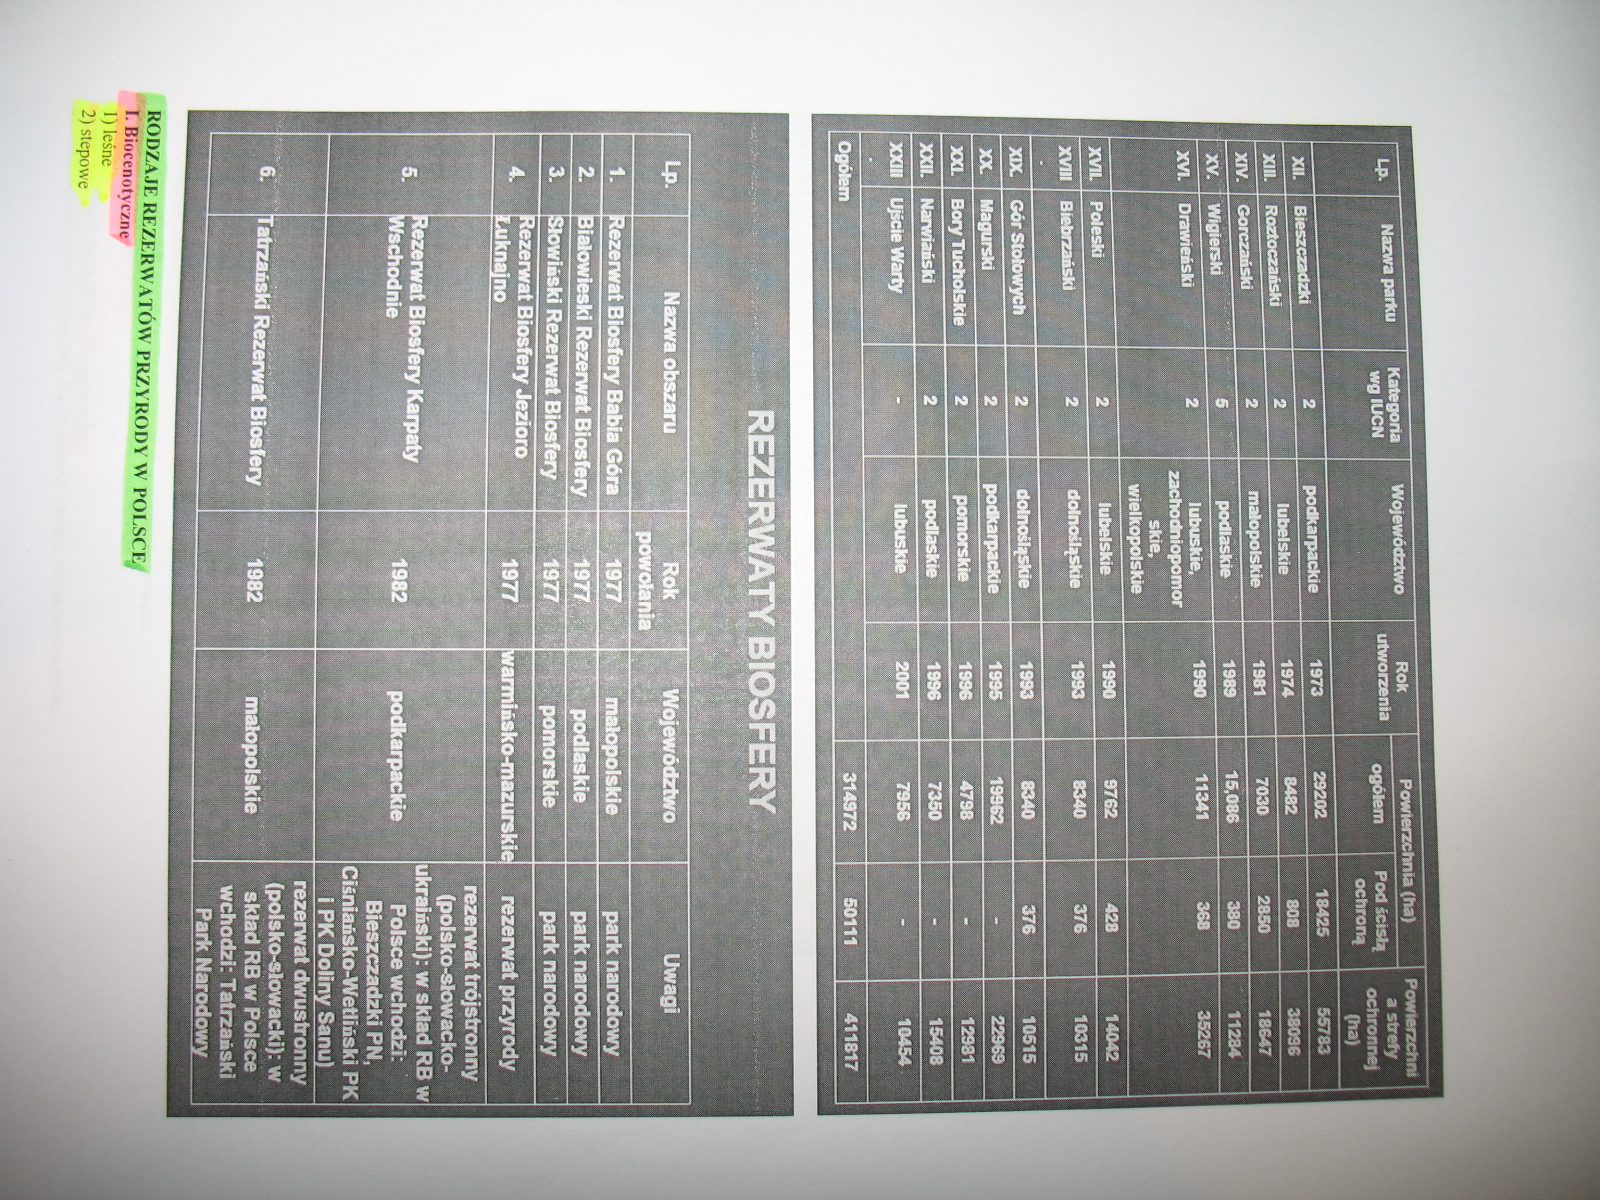 Lp. Nazwa parku Kategoria wg IUCN Województwo Rok utworzenia Powierzchnia (ha) ogółem Pod ścisłą ochroną Powierzchni a strefy ochronnej (ha)
XII. Bieszczadzki 2 podkarpackie 1973 29202 18425 55783
XIII. Roztoczański 2 lubelskie 1974 8482 808 38096
XIV. Gorczański 2 małopolskie 1981 7030 2850 18647
XV. Wigierski 5 podlaskie 1989 15.086 380 11284
XVI. Drawieński 2 lubuskie, zachodniopomor skie, wielkopolskie 1990 11341 368 35267
XVII. Poleski 2 lubelskie 1990 9762 428 14042
XVIII. Biebrzański 2 dolnośląskie 1993 8340 376 10315
XIX. Gór Stołowych 2 dolnośląskie 1993 8340 376 10515
XX. Magurski 2 podkarpackie 1995 19962 - 22969
XXI. Bory Tucholskie 2 pomorskie 1996 4798 - 12981
XXII. Narwiański 2 podlaskie 1996 7350 - 15408
XXIII. Ujście Warty - lubuskie 2001 7956 - 10454
Ogółem 314972 50111 411817
REZERWATY BIOSFERY
Lp. Nazwa obszaru Rok powołania Województwo Uwagi
1. Rezerwat Biosfery Babia Góra 1977 małopolskie park narodowy
2. Białowieski Rezerwat Biosfery 1977 podlaskie park narodowy
3. Słowiński Rezerwat Biosfery 1977 pomorskie park narodowy
4. Rezerwat Biosfery Jezioro Łuknajno 1977 warmińsko-mazurskie rezerwat przyrody
5. Rezerwat Biosfery Karpaty Wschodnie 1982 podkarpackie rezerwat trójstronny (polsko-słowacko-ukraiński): w skład RB w Polsce wchodzi: Bieszczadzki PN, Ciśniańsko-Wetliński PK i PK Doliny Sanu)
6. Tatrzański Rezerwat Biosfery 1982 małopolskie rezerwat dwustronny (polsko-słowacki): w skład RB w Polsce wchodzi: Tatrzański Park Narodowy
RODZAJE REZERWATÓW PRZYRODY W POLSCE
I. Biocenotyczne
1) leśne
2) stepowe